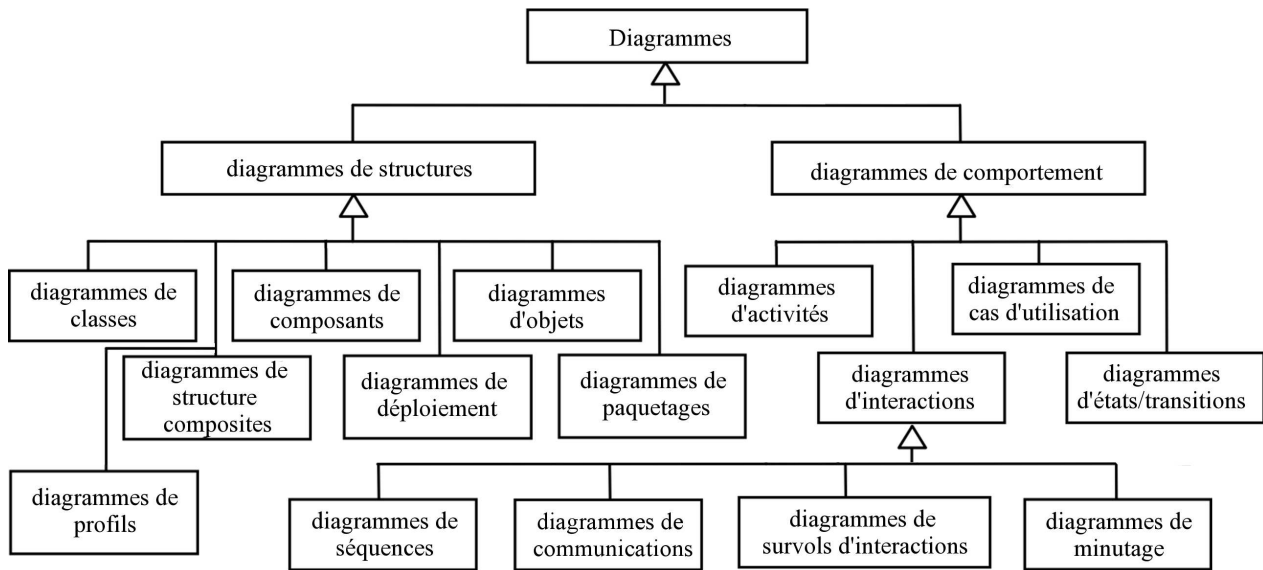 Diagrammes
diagrammes de structures
diagrammes de comportement
diagrammes de
classes
diagrammes de
composants
diagrammes
d'objets
diagrammes
d'activités
diagrammes de
cas d'utilisation
diagrammes de
structure
composites
diagrammes de
déploiement
diagrammes de
paquetages
diagrammes
d'interactions
diagrammes
d'états/transitions
diagrammes de
profils
diagrammes de
séquences
diagrammes de
communications
diagrammes de
survols d'interactions
diagrammes de
minutage